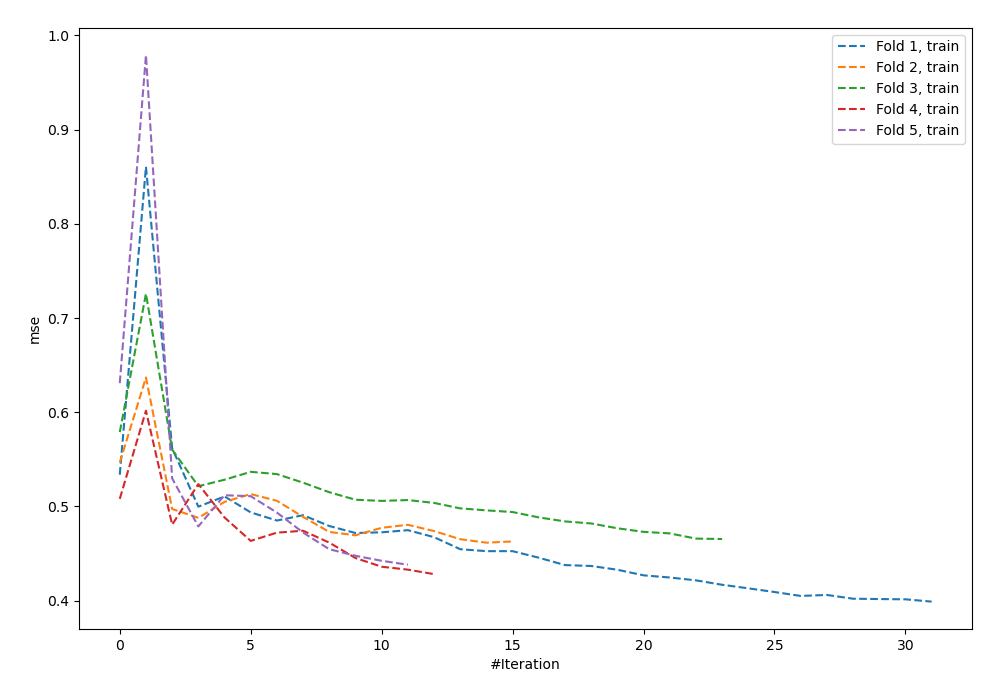 1.0
0.9
0.8
0.7
0.6
0.5
0.4
mse
0
5
10
15
20
25
30
#Iteration
Fold 1, train
Fold 2, train
Fold 3, train
Fold 4, train
Fold 5, train